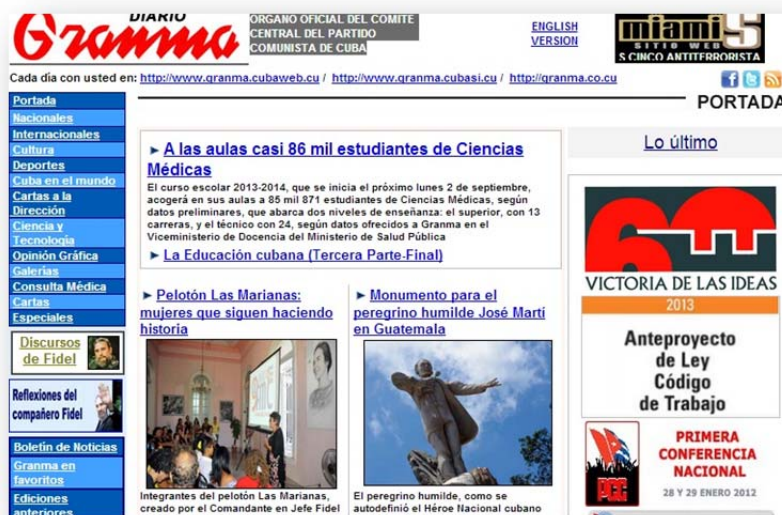 DIARIO
Granma
ORGANO OFICIAL DEL COMITE
CENTRAL DEL PARTIDO
COMUNISTA DE CUBA
ENGLISH
VERSION
miami5
SITIO WEB
S CINCO ANTITERRORISTA
Cada día con usted en: http://www.granma.cubaweb.cu / http://www.granma.cubasi.cu / http://granma.co.cu
PORTADA
Portada
Nacionales
Internacionales
Cultura
Deportes
Cuba en el mundo
Cartas a la
Dirección
Ciencia y
Tecnología
Opinión Gráfica
Galerías
Consulta Médica
Cartas
Especiales
Discursos
de Fidel
Reflexiones del
compañero Fidel
Boletín de Noticias
Granma en
favoritos
Ediciones
anteriores
► A las aulas casi 86 mil estudiantes de Ciencias
Médicas
El curso escolar 2013-2014, que se inicia el próximo lunes 2 de septiembre,
acogerá en sus aulas a 85 mil 871 estudiantes de Ciencias Médicas, según
datos preliminares, que abarca dos niveles de enseñanza: el superior, con 13
carreras, y el técnico con 24, según datos ofrecidos a Granma en el
Viceministerio de Docencia del Ministerio de Salud Pública
► La Educación cubana (Tercera Parte-Final)
► Pelotón Las Marianas:
mujeres que siguen haciendo
historia
Integrantes del pelotón Las Marianas,
creado por el Comandante en Jefe Fidel
► Monumento para el
peregrino humilde José Martí
en Guatemala
El peregrino humilde, como se
autodefinió el Héroe Nacional cubano
Lo último
60
VICTORIA DE LAS IDEAS
2013
Anteproyecto
de Ley
Código
de Trabajo
PCC
PRIMERA
CONFERENCIA
NACIONAL
28 Y 29 ENERO 2012